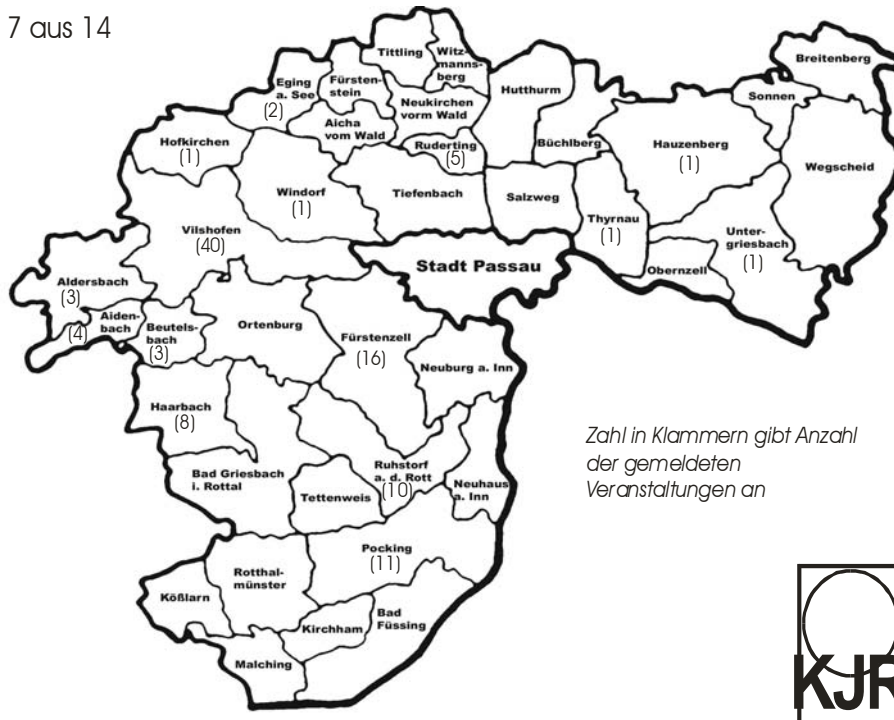 7 aus 14
Tittling
Witz-
manns-
berg
Breitenberg
Eging
a. See
(2)
Fürsten-
stein
Hutthurm
Sonnen
Neukirchen
vorm Wald
Aicha
vom Wald
Hofkirchen
(1)
Ruderting
(5)
Büchlberg
Hauzenberg
(1)
Wegscheid
Windorf
(1)
Tiefenbach
Salzweg
Thyrnau
(1)
Unter-
griesbach
(1)
Vilshofen
(40)
Stadt Passau
Obernzell
Aldersbach
(3)
Aiden-
bach
(4)
Beutels-
bach
(3)
Ortenburg
Fürstenzell
(16)
Neuburg a. Inn
Haarbach
(8)
Zahl in Klammern gibt Anzahl
der gemeldeten
Veranstaltungen an
Bad Griesbach
i. Rottal
Ruhstorf
a. d. Rott
(10)
Neuhaus
a. Inn
Tettenweis
Pocking
(11)
Rotthal-
münster
Kößlarn
Bad
Füssing
Kirchham
Malching
KJR